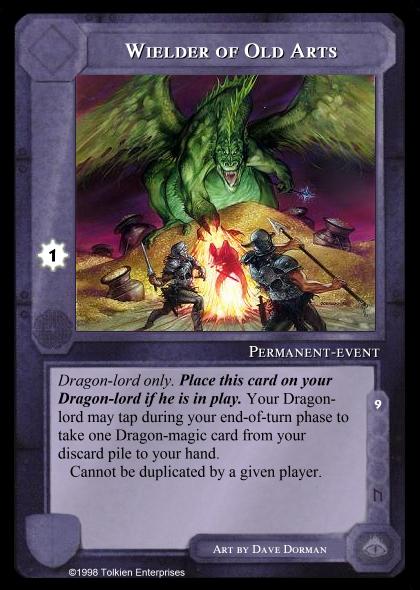 Wielder of Old Arts
1
Permanent-event
Dragon-lord only. Place this card on your
Dragon-lord if he is in play. Your Dragon-
lord may tap during your end-of-turn phase to
take one Dragon-magic card from your
discard pile to your hand.
Cannot be duplicated by a given player.
9
Art by Dave Dorman
©1998 Tolkien Enterprises